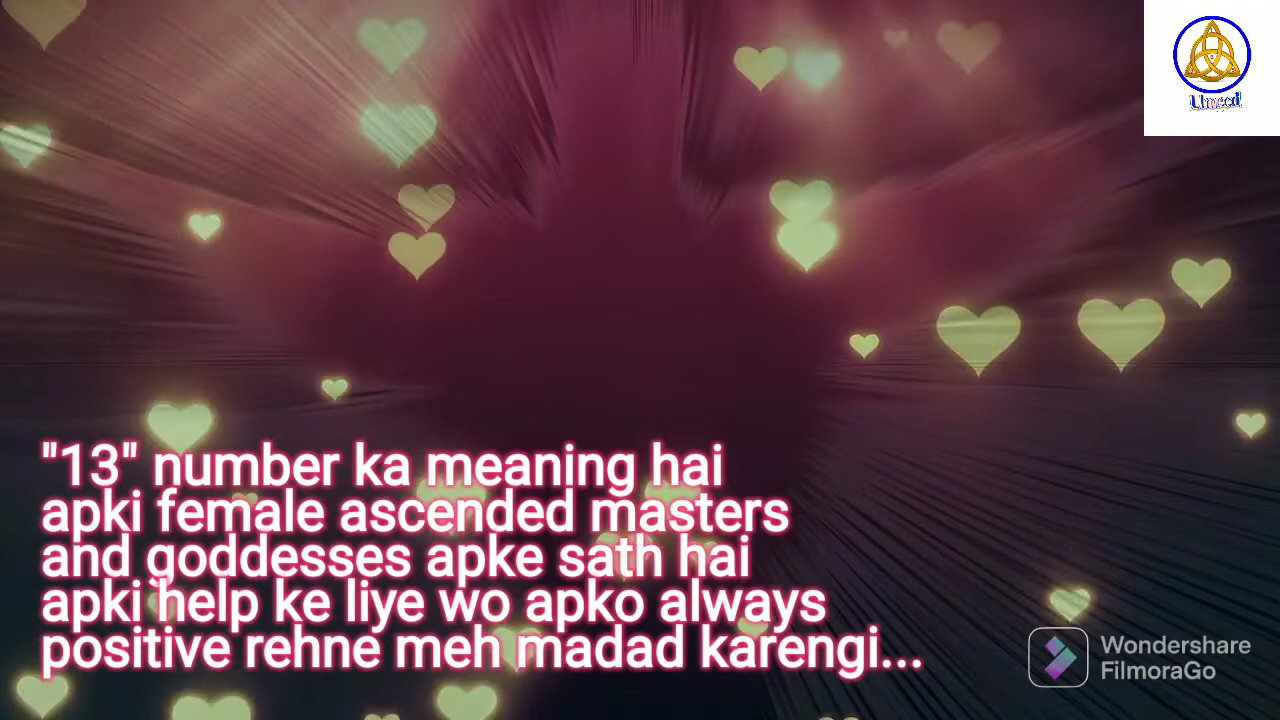 Umeed
"13" number ka meaning hai
apki female ascended masters
and goddesses apke sath hai
apki help ke liye wo apko always
positive rehne meh madad karengi...
Wondershare
FilmoraGo